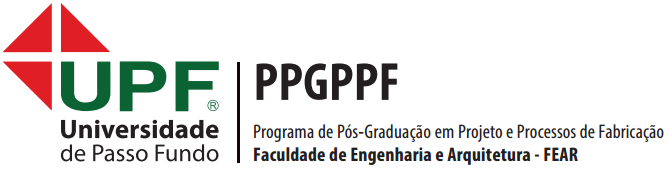 UPF®
Universidade
de Passo Fundo
PPGPPF
Programa de Pós-Graduação em Projeto e Processos de Fabricação
Faculdade de Engenharia e Arquitetura - FEAR